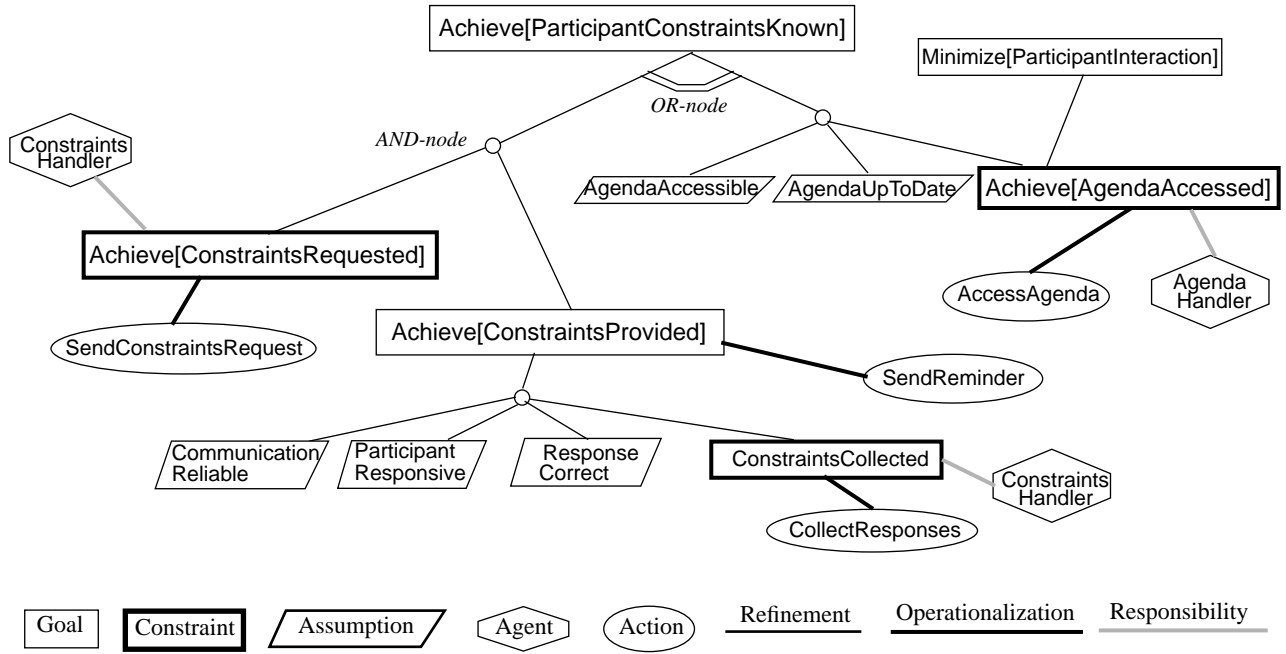 Achieve[ParticipantConstraintsKnown]
Minimize[ParticipantInteraction]
OR-node
AND-node
Constraints
Handler
AgendaAccessible
AgendaUpToDate
Achieve[AgendaAccessed]
Achieve[ConstraintsRequested]
AccessAgenda
Agenda
Handler
Achieve[ConstraintsProvided]
SendConstraintsRequest
SendReminder
Communication
Reliable
Participant
Responsive
Response
Correct
ConstraintsCollected
Constraints
Handler
CollectResponses
Goal
Constraint
Assumption
Agent
Action
Refinement
Operationalization
Responsibility